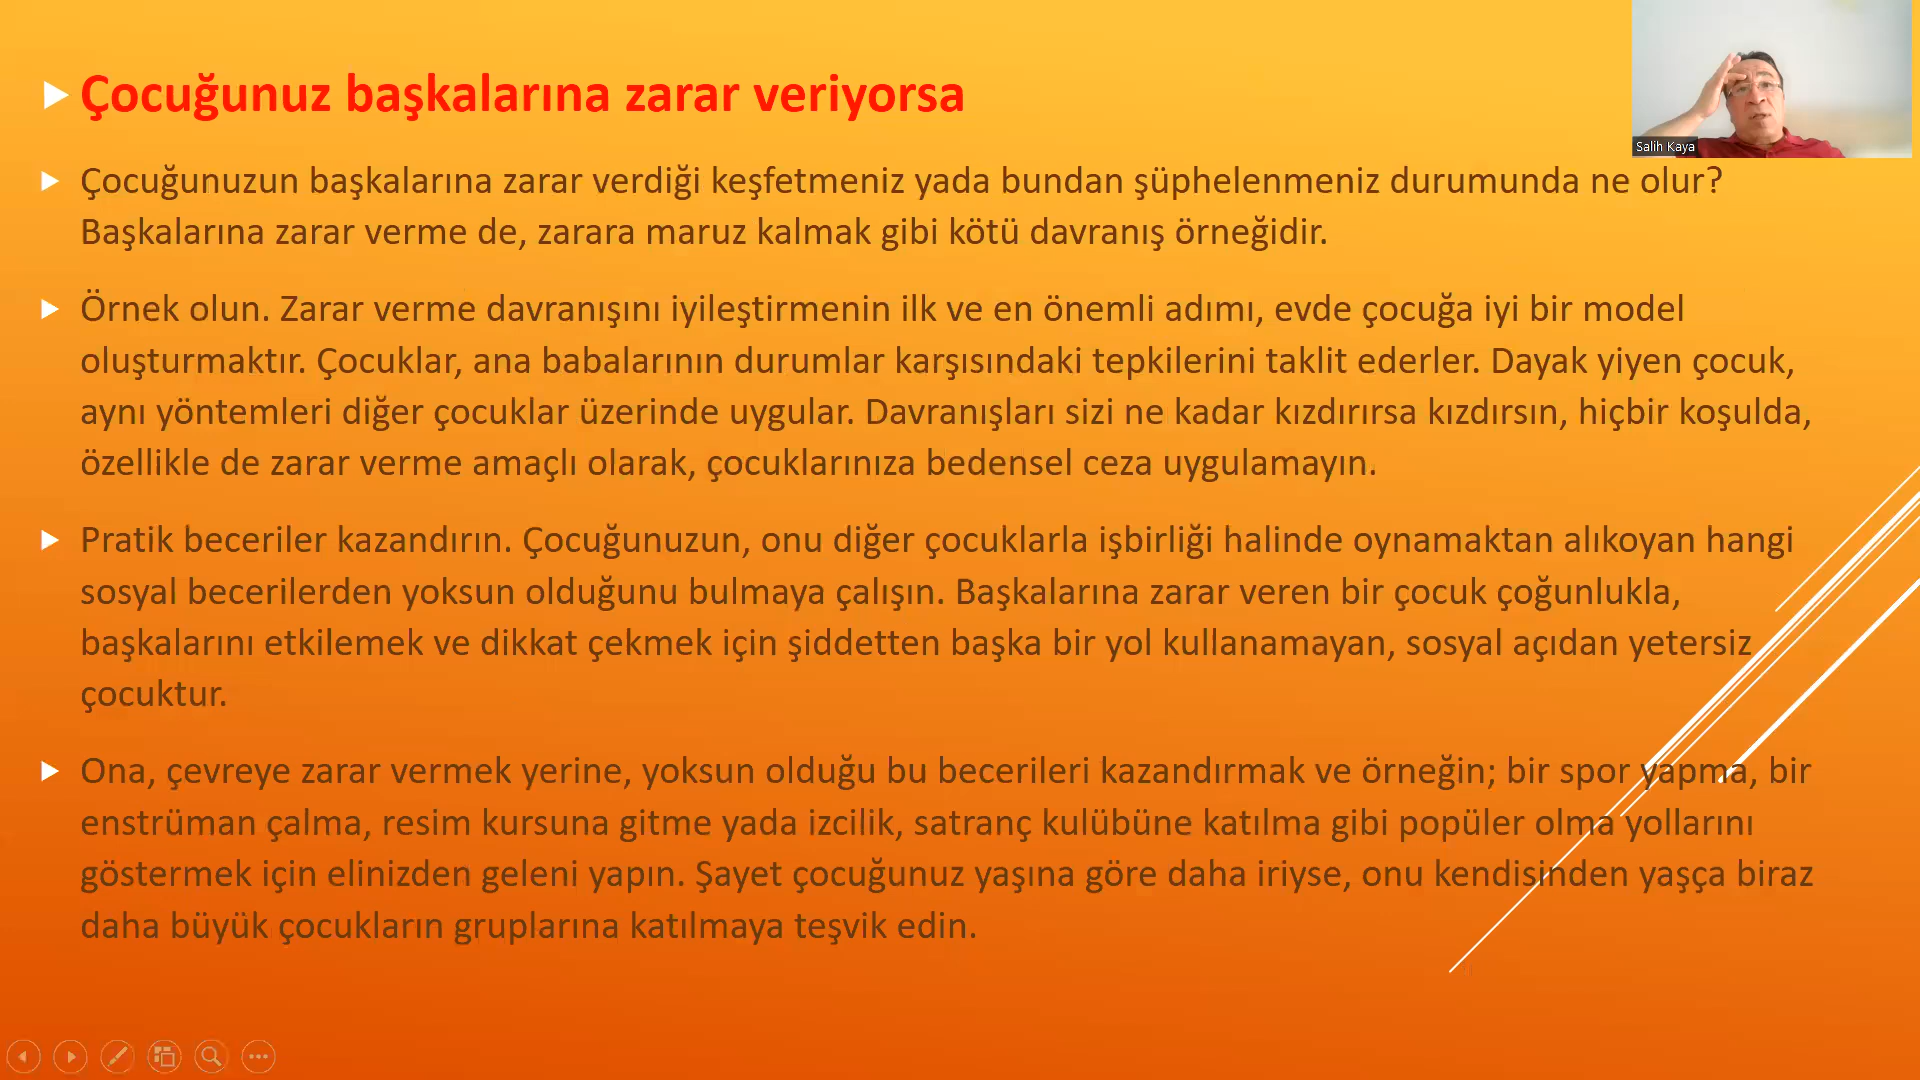 Çocuğunuz başkalarına zarar veriyorsa
Salih Kaya
Çocuğunuzun başkalarına zarar verdiği keşfetmeniz yada bundan şüphelenmeniz durumunda ne olur?
Başkalarına zarar verme de, zarara maruz kalmak gibi kötü davranış örneğidir.
Örnek olun. Zarar verme davranışını iyileştirmenin ilk ve en önemli adımı, evde çocuğa iyi bir model
oluşturmaktır. Çocuklar, ana babalarının durumlar karşısındaki tepkilerini taklit ederler. Dayak yiyen çocuk,
aynı yöntemleri diğer çocuklar üzerinde uygular. Davranışları sizi ne kadar kızdırırsa kızdırsın, hiçbir koşulda,
özellikle de zarar verme amaçlı olarak, çocuklarınıza bedensel ceza uygulamayın.
Pratik beceriler kazandırın. Çocuğunuzun, onu diğer çocuklarla işbirliği halinde oynamaktan alıkoyan hangi
sosyal becerilerden yoksun olduğunu bulmaya çalışın. Başkalarına zarar veren bir çocuk çoğunlukla,
başkalarını etkilemek ve dikkat çekmek için şiddetten başka bir yol kullanamayan, sosyal açıdan yetersiz
çocuktur.
Ona, çevreye zarar vermek yerine, yoksun olduğu bu becerileri kazandırmak ve örneğin; bir spor yapma, bir
enstrüman çalma, resim kursuna gitme yada izcilik, satranç kulübüne katılma gibi popüler olma yollarını
göstermek için elinizden geleni yapın. Şayet çocuğunuz yaşına göre daha iriyse, onu kendisinden yaşça biraz
daha büyük çocukların gruplarına katılmaya teşvik edin.